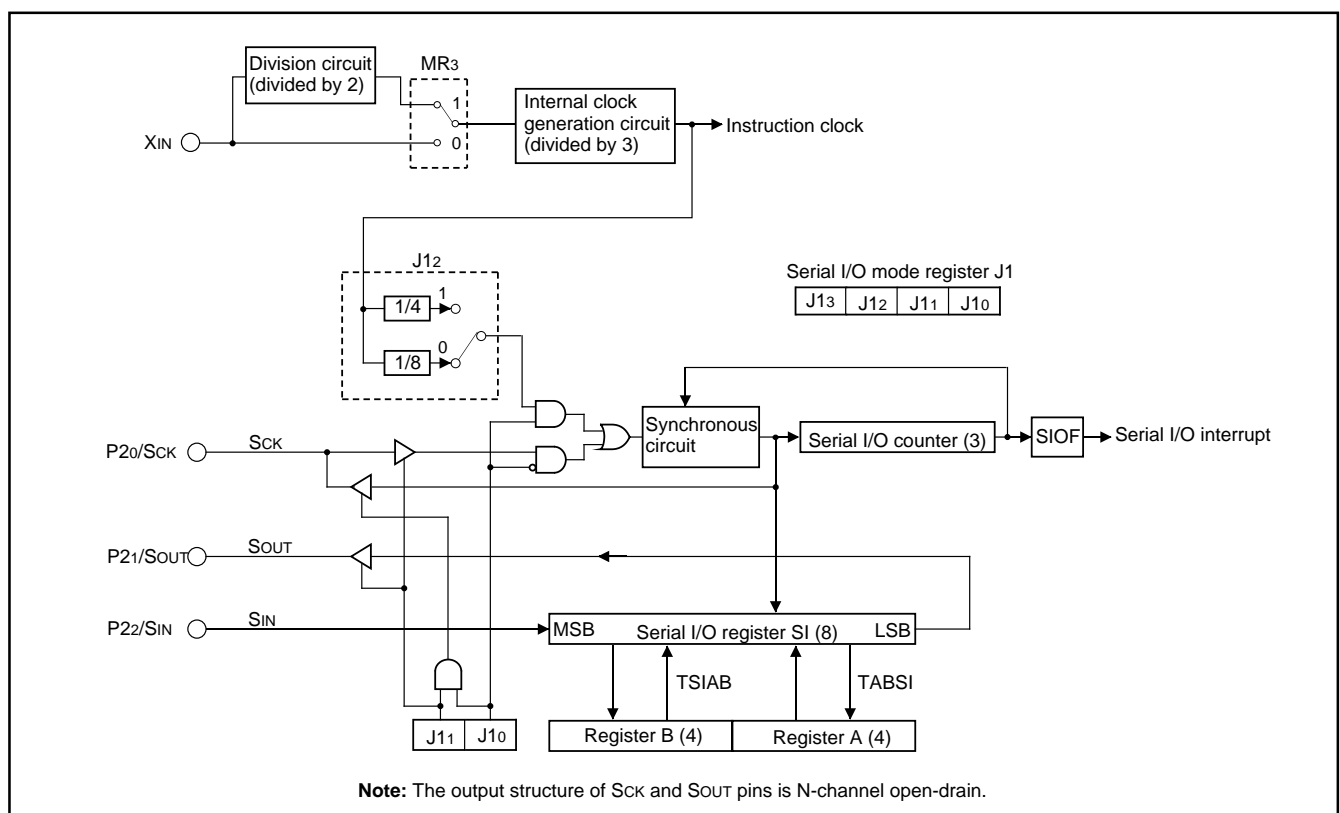 Division circuit
(divided by 2)
MR3
1
0
Internal clock
generation circuit
(divided by 3)
Instruction clock
XIN
J12
1/4
1
1/8
0
Serial I/O mode register J1
J13 J12 J11 J10
Synchronous
circuit
Serial I/O counter (3)
SIOF
Serial I/O interrupt
P20/SCK
SCK
P21/SOUT
SOUT
P22/SIN
SIN
MSB Serial I/O register SI (8) LSB
TSIAB
TABSI
J11 J10
Register B (4)
Register A (4)
Note: The output structure of SCK and SOUT pins is N-channel open-drain.